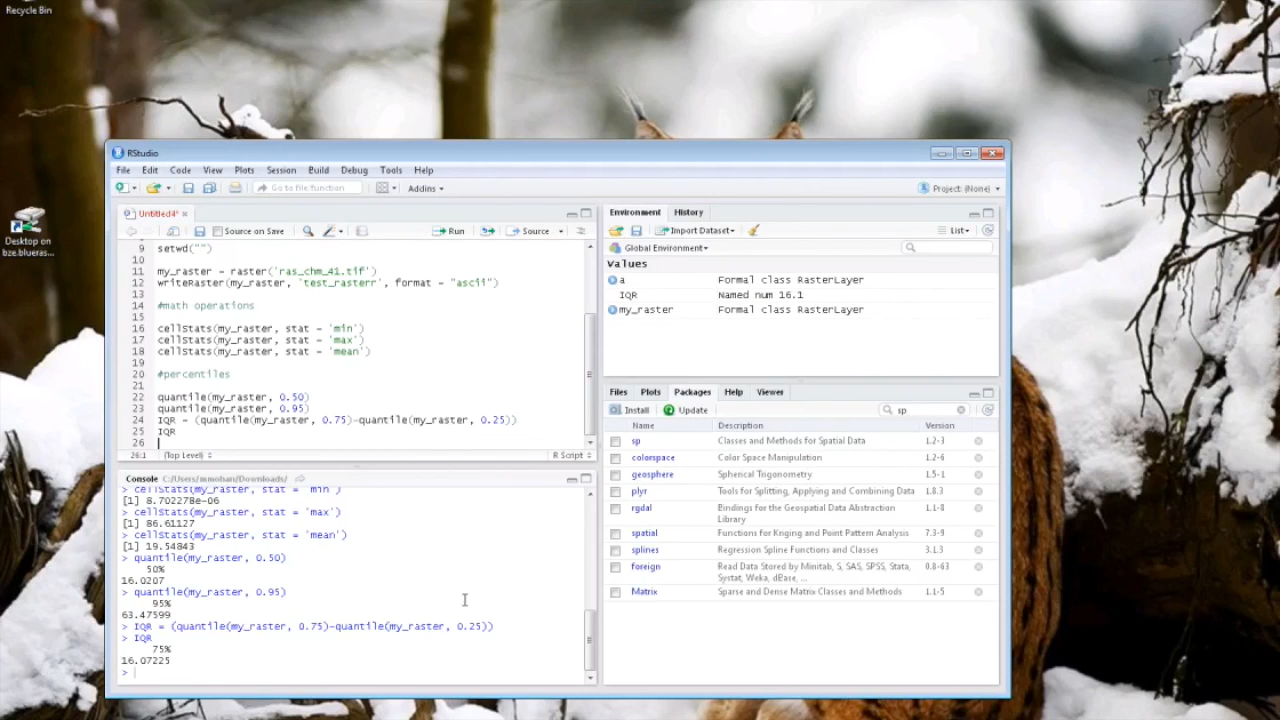 Recycle Bin
Desktop on
bze.blueras...
RStudio
File Edit Code View Plots Session Build Debug Tools Help
Go to file/function Addins Project: (None)
Untitled4*
Source on Save Run Source
9 setwd("")
10
11 my_raster = raster('ras_chm_41.tif')
12 writeRaster(my_raster, 'test_rasterr', format = "ascii")
13
14 #math operations
15
16 cellStats(my_raster, stat = 'min')
17 cellStats(my_raster, stat = 'max')
18 cellStats(my_raster, stat = 'mean')
19
20 #percentiles
21
22 quantile(my_raster, 0.50)
23 quantile(my_raster, 0.95)
24 IQR = (quantile(my_raster, 0.75)-quantile(my_raster, 0.25))
25 IQR
26
26:1 (Top Level) R Script
Console C:/Users/mmohan/Downloads/
> cellStats(my_raster, stat = 'min')
[1] 8.702278e-06
> cellStats(my_raster, stat = 'max')
[1] 86.61127
> cellStats(my_raster, stat = 'mean')
[1] 19.54843
> quantile(my_raster, 0.50)
50%
16.0207
> quantile(my_raster, 0.95)
95%
63.47599
> IQR = (quantile(my_raster, 0.75)-quantile(my_raster, 0.25))
> IQR
75%
16.07225
>
Environment History
Import Dataset List
Global Environment
Values
a Formal class RasterLayer
IQR Named num 16.1
my_raster Formal class RasterLayer
Files Plots Packages Help Viewer
Install Update sp
Name Description Version
sp Classes and Methods for Spatial Data 1.2-3
colorspace Color Space Manipulation 1.2-6
geosphere Spherical Trigonometry 1.5-1
plyr Tools for Splitting, Applying and Combining Data 1.8.3
rgdal Bindings for the Geospatial Data Abstraction 1.1-8
Library
spatial Functions for Kriging and Point Pattern Analysis 7.3-9
splines Regression Spline Functions and Classes 3.1.3
foreign Read Data Stored by Minitab, S, SAS, SPSS, Stata, 0.8-63
Systat, Weka, dBase, ...
Matrix Sparse and Dense Matrix Classes and Methods 1.1-5